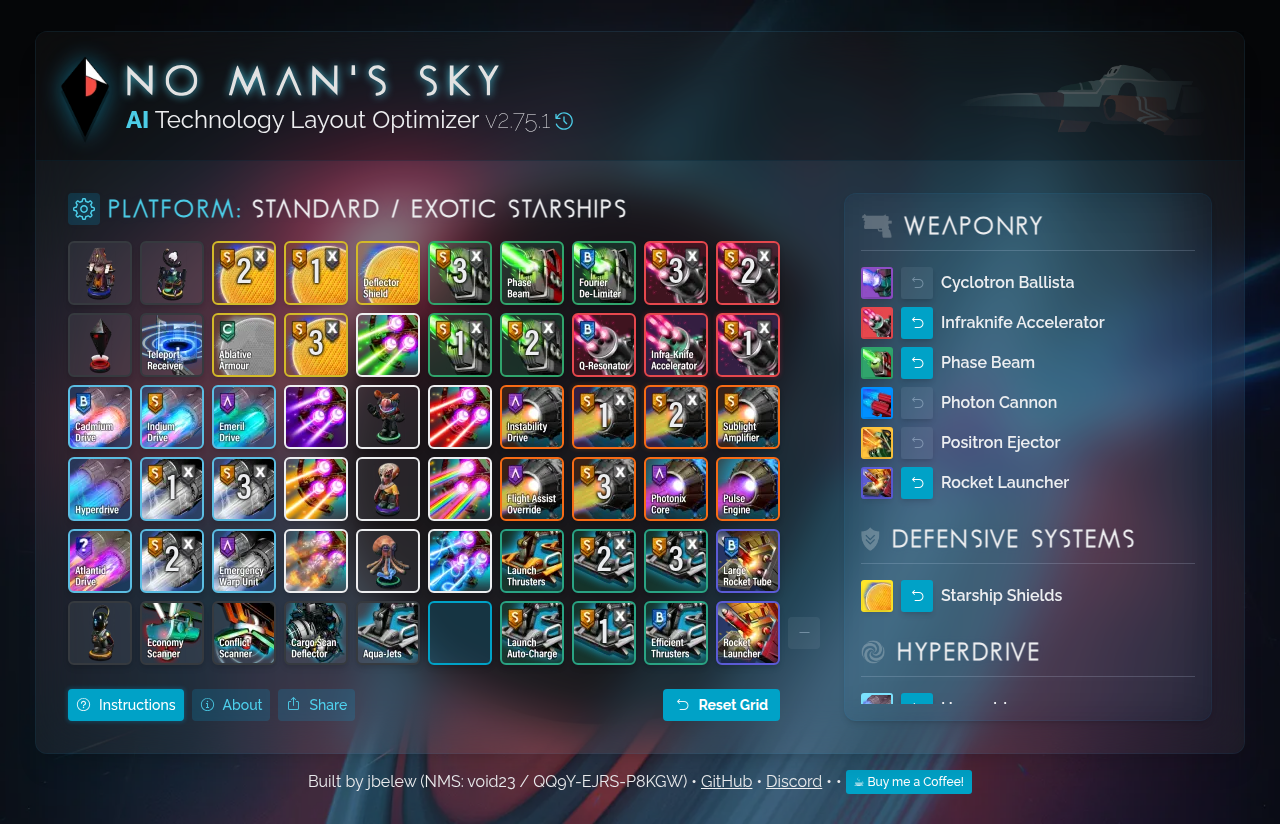 NO MAN'S SKY
AI Technology Layout Optimizer v2.75.1
PLATFORM: STANDARD / EXOTIC STARSHIPS
S 2 X
S 1 X
Deflector
Shield
S 3 X
Phase
Beam
B
Fourier
De-Limiter
S 3 X
S 2 X
Teleport
Receiver
C
Ablative
Armour
S 3 X
S 1 X
S 2 X
B
Q-Resonator
Infra-Knife
Accelerator
S 1 X
B
Cadmium
Drive
S
Indium
Drive
A
Emeril
Drive
A
Instability
Drive
S 1 X
S 2 X
S
Sublight
Amplifier
Hyperdrive
S 1 X
S 3 X
A
Flight Assist
Override
S 3 X
A
Photonix
Core
Pulse
Engine
?
Atlantid
Drive
S 2 X
A
Emergency
Warp Unit
Launch
Thrusters
S 2 X
S 3 X
B
Large
Rocket Tube
Economy
Scanner
Conflict
Scanner
Cargo Scan
Deflector
Aqua-Jets
S
Launch
Auto-Charge
S 1 X
B
Efficient
Thrusters
Rocket
Launcher
Instructions
About
Share
Reset Grid
WEAPONRY
Cyclotron Ballista
Infraknife Accelerator
Phase Beam
Photon Cannon
Positron Ejector
Rocket Launcher
DEFENSIVE SYSTEMS
Starship Shields
HYPERDRIVE
Built by jbelew (NMS: void23 / QQ9Y-EJRS-P8KGW) • GitHub • Discord • • Buy me a Coffee!